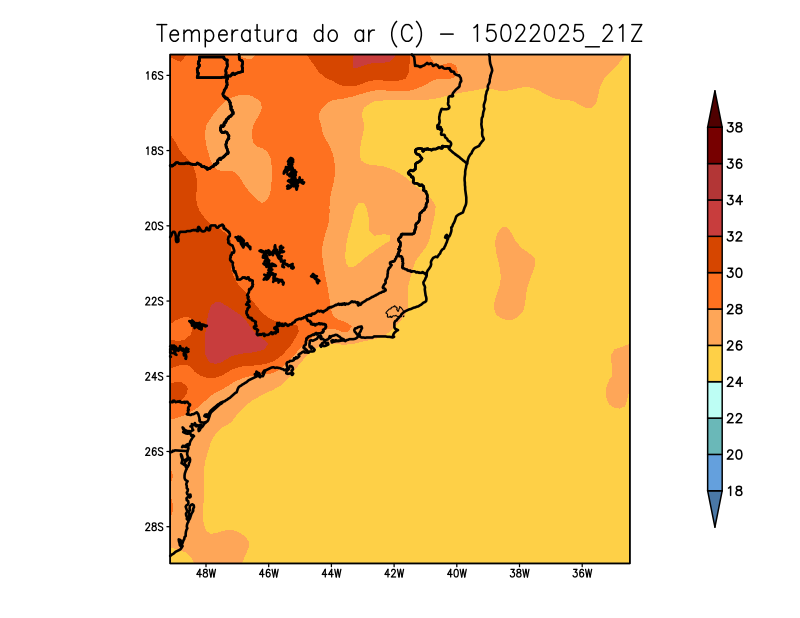 Temperatura do ar (C) – 15022025_21Z
16S
18S
20S
22S
24S
26S
28S
48W 46W 44W 42W 40W 38W 36W
38
36
34
32
30
28
26
24
22
20
18